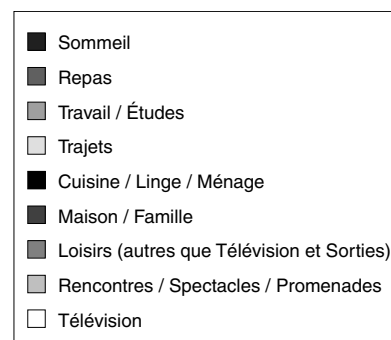 Sommeil
Repas
Travail / Études
Trajets
Cuisine / Linge / Ménage
Maison / Famille
Loisirs (autres que Télévision et Sorties)
Rencontres / Spectacles / Promenades
Télévision